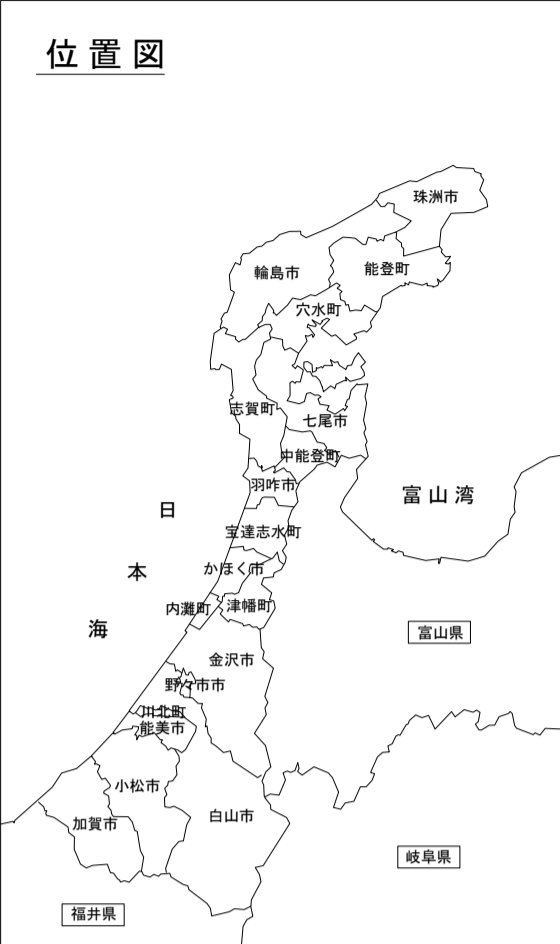 位置図
珠洲市
輪島市
能登町
穴水町
志賀町
七尾市
中能登町
羽咋市
富山湾
日本海
宝達志水町
かほく市
内灘町
津幡町
富山県
金沢市
野々市市
川北町
能美市
小松市
白山市
加賀市
岐阜県
福井県